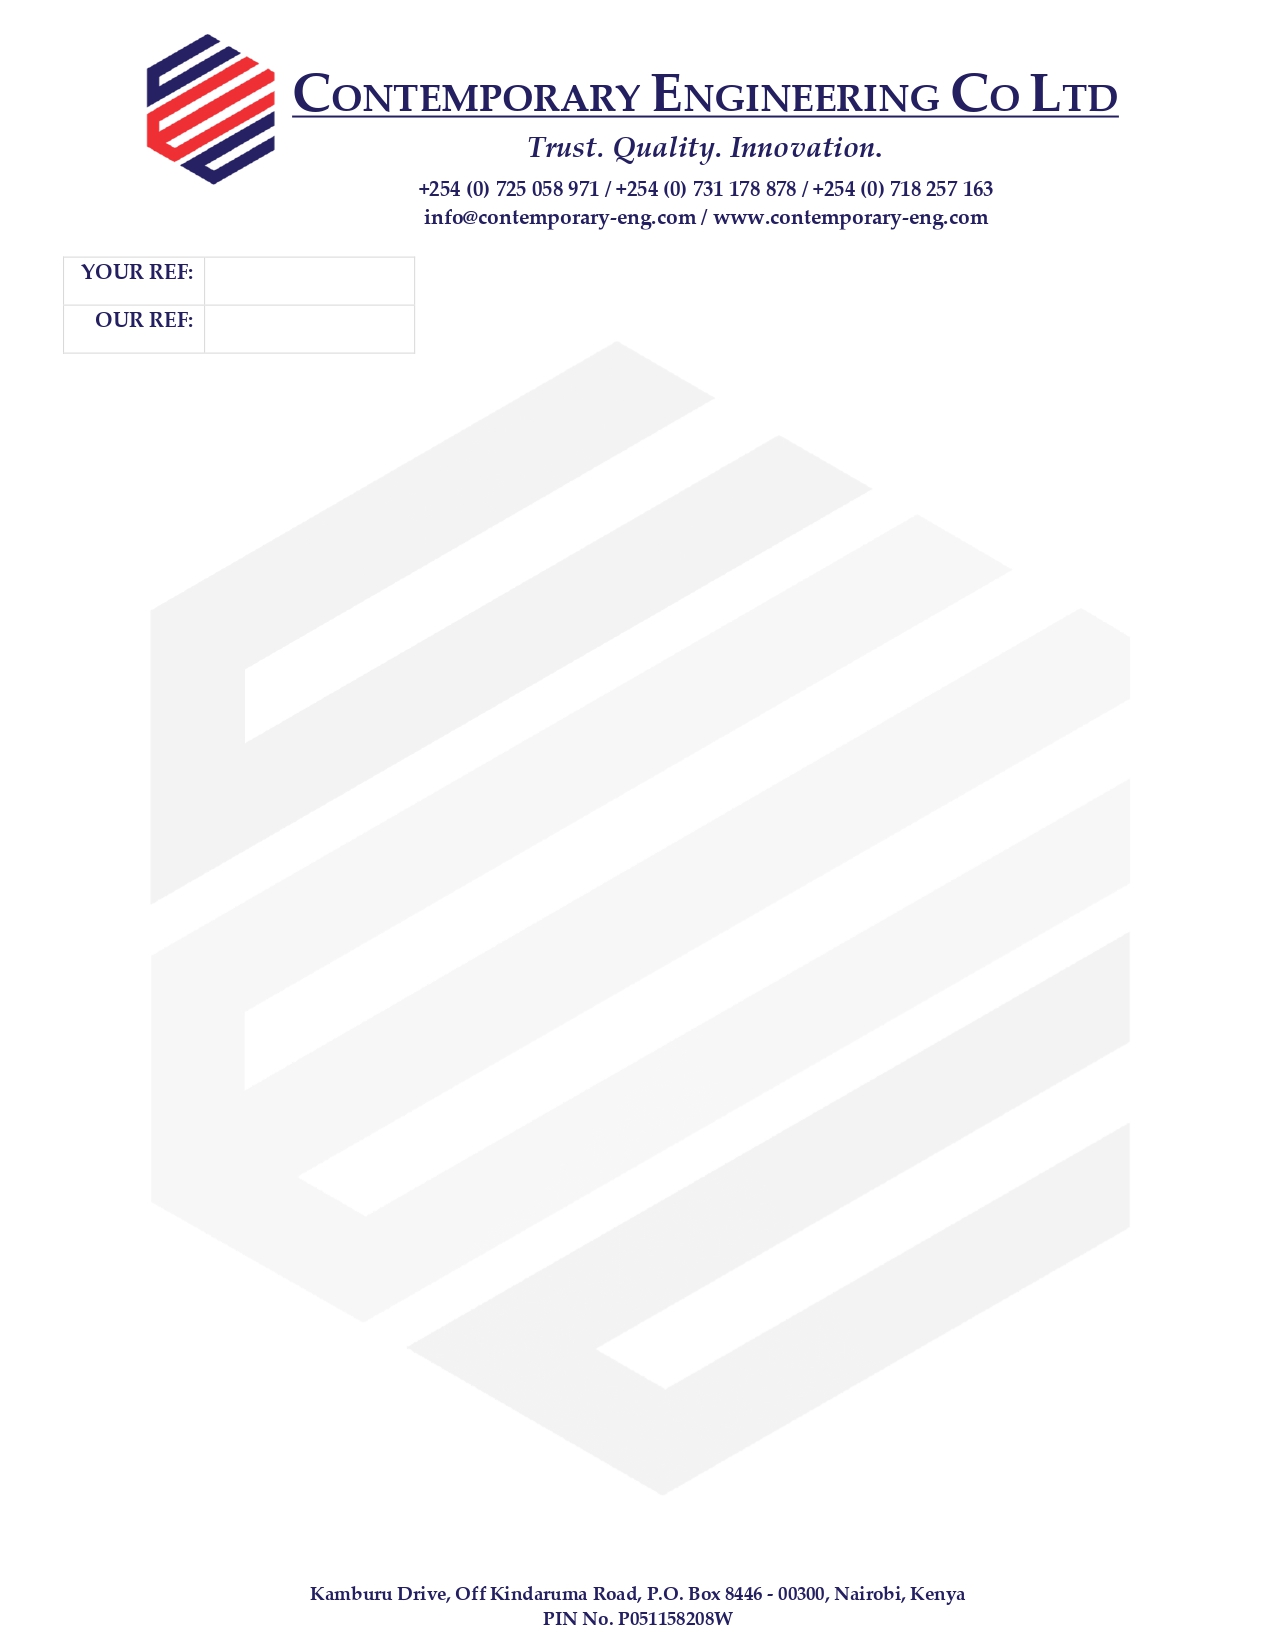 CONTEMPORARY ENGINEERING CO LTD
Trust. Quality. Innovation.
+254 (0) 725 058 971 / +254 (0) 731 178 878 / +254 (0) 718 257 163
info@contemporary-eng.com / www.contemporary-eng.com
YOUR REF:
OUR REF:
Kamburu Drive, Off Kindaruma Road, P.O. Box 8446 - 00300, Nairobi, Kenya
PIN No. P051158208W